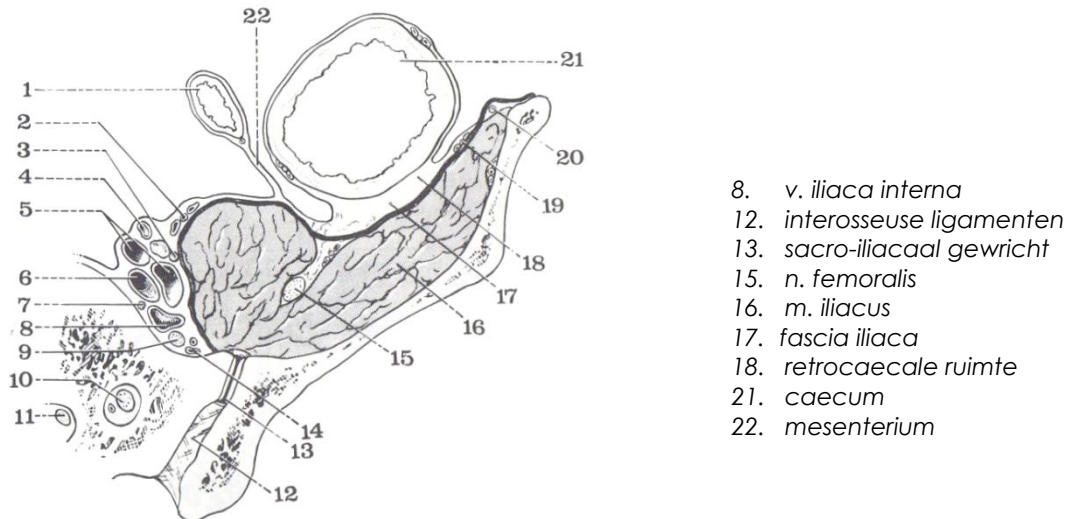 22
1
2
3
4
5
6
7
8
9
10
11
21
20
19
18
17
16
15
14
13
12
8. v. iliaca interna
12. interosseuse ligamenten
13. sacro-iliacaal gewricht
15. n. femoralis
16. m. iliacus
17. fascia iliaca
18. retrocaecale ruimte
21. caecum
22. mesenterium